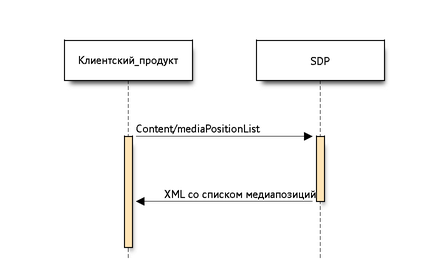 Клиентский_продукт
SDP
Content/mediaPositionList
XML со списком медиапозиций